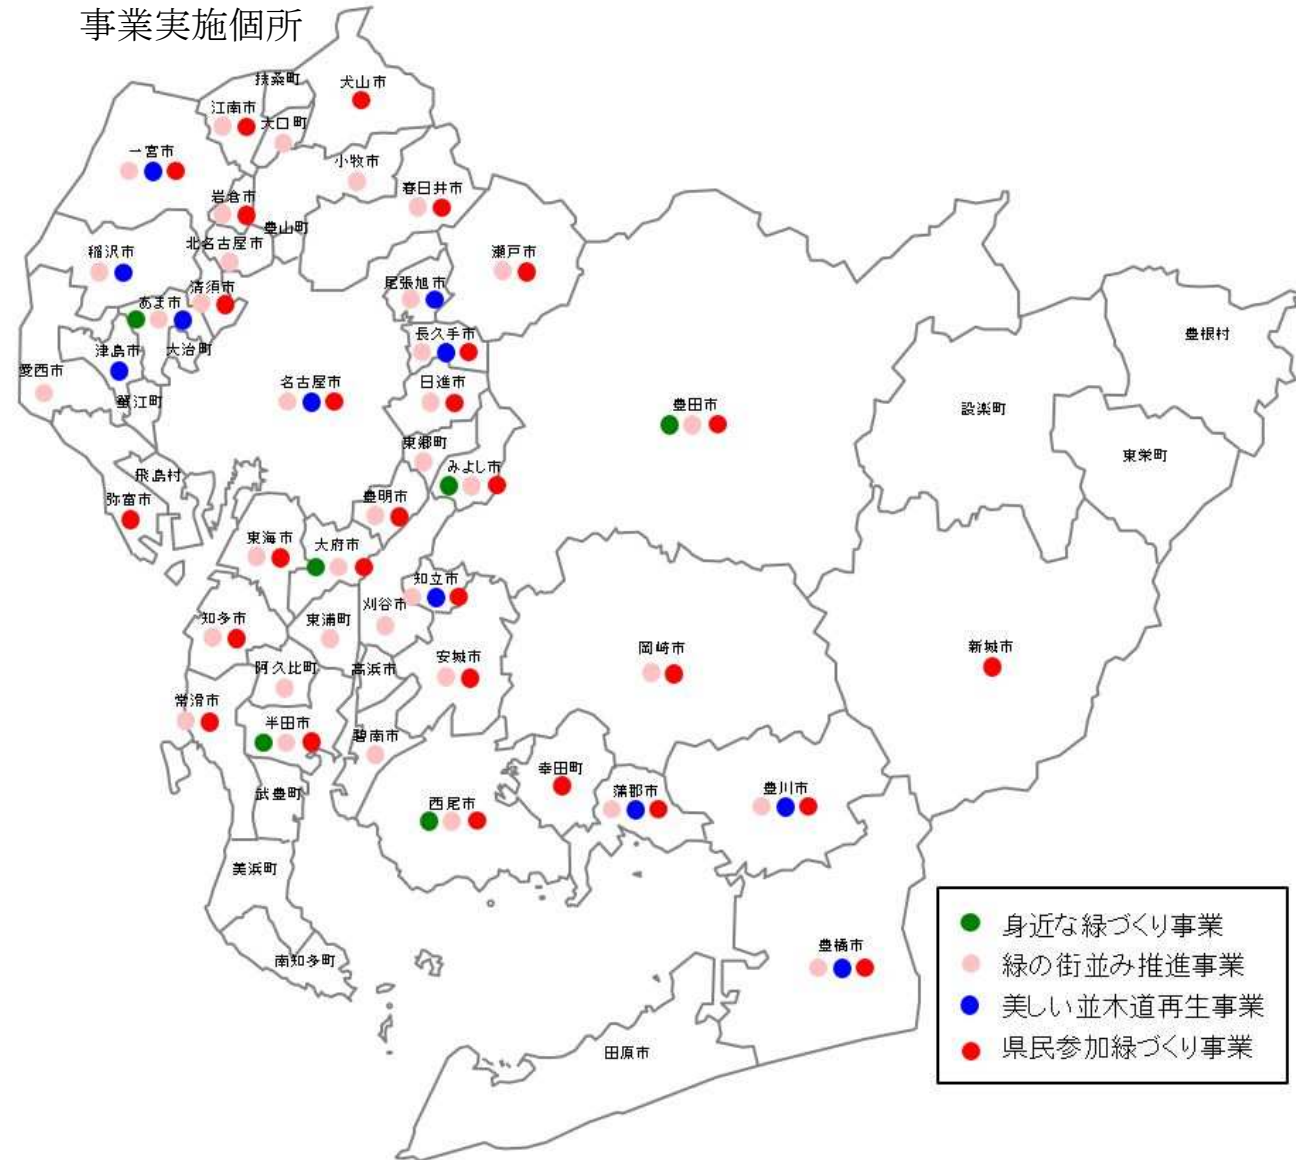 事業実施個所
扶桑町
犬山市
江南市
大口町
一宮市
小牧市
春日井市
岩倉市
豊山町
北名古屋市
稲沢市
瀬戸市
尾張旭市
清須市
あま市
長久手市
豊根村
津島市
大治町
愛西市
名古屋市
日進市
蟹江町
豊田市
設楽町
東郷町
東栄町
みよし市
飛島村
弥富市
豊明市
東海市
大府市
知立市
刈谷市
知多市
東浦町
岡崎市
新城市
安城市
阿久比町
高浜市
常滑市
半田市
碧南市
幸田町
武豊町
西尾市
蒲郡市
豊川市
美浜町
豊橋市
南知多町
田原市
身近な緑づくり事業
緑の街並み推進事業
美しい並木道再生事業
県民参加緑づくり事業